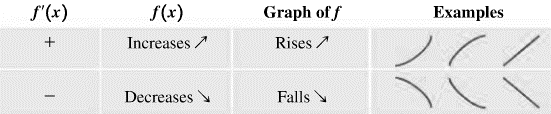 f′(x) f(x) Graph of f Examples
+ Increases ↗ Rises ↗
− Decreases ↘ Falls ↘